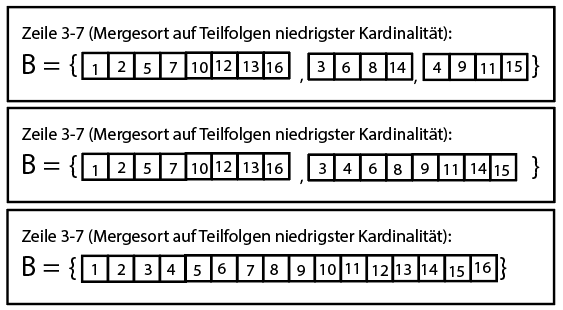 Zeile 3-7 (Mergesort auf Teilfolgen niedrigster Kardinalität):
B = { 1 2 5 7 10 12 13 16 , 3 6 8 14 , 4 9 11 15 }
Zeile 3-7 (Mergesort auf Teilfolgen niedrigster Kardinalität):
B = { 1 2 5 7 10 12 13 16 , 3 4 6 8 9 11 14 15 }
Zeile 3-7 (Mergesort auf Teilfolgen niedrigster Kardinalität):
B = { 1 2 3 4 5 6 7 8 9 10 11 12 13 14 15 16 }